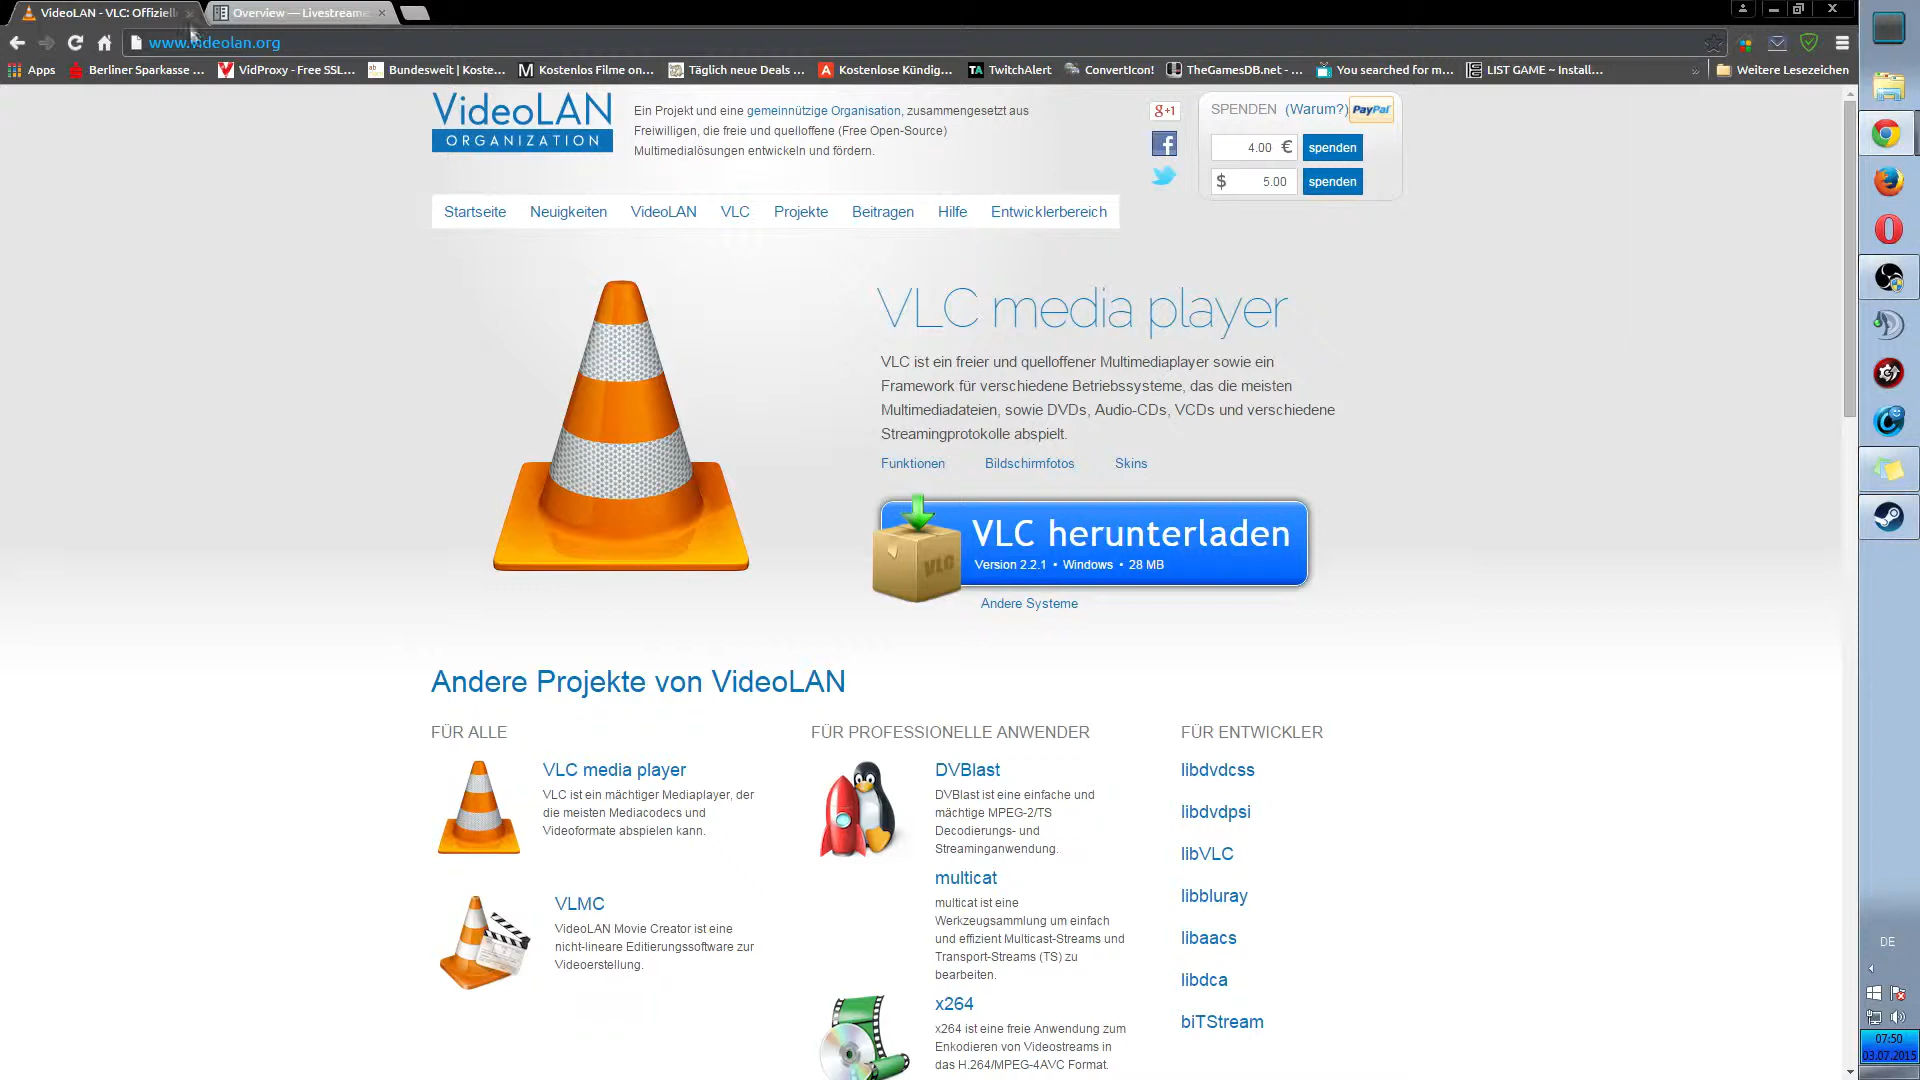 VideoLAN - VLC: Offiziell
Overview — Livestreame
www.videolan.org
Apps
Berliner Sparkasse ...
VidProxy - Free SSL...
Bundesweit | Koste...
Kostenlos Filme on...
Täglich neue Deals ...
Kostenlose Kündig...
TwitchAlert
ConvertIcon!
TheGamesDB.net - ...
You searched for m...
LIST GAME ~ Install...
»
Weitere Lesezeichen
VideoLAN
ORGANIZATION
Ein Projekt und eine gemeinnützige Organisation, zusammengesetzt aus
Freiwilligen, die freie und quelloffene (Free Open-Source)
Multimedialösungen entwickeln und fördern.
g+1
SPENDEN (Warum?) PayPal
4.00 € spenden
$ 5.00 spenden
Startseite Neuigkeiten VideoLAN VLC Projekte Beitragen Hilfe Entwicklerbereich
VLC media player
VLC ist ein freier und quelloffener Multimediaplayer sowie ein
Framework für verschiedene Betriebssysteme, das die meisten
Multimediadateien, sowie DVDs, Audio-CDs, VCDs und verschiedene
Streamingprotokolle abspielt.
Funktionen Bildschirmfotos Skins
VLC herunterladen
VLC
Version 2.2.1 • Windows • 28 MB
Andere Systeme
Andere Projekte von VideoLAN
FÜR ALLE
VLC media player
VLC ist ein mächtiger Mediaplayer, der
die meisten Mediacodecs und
Videoformate abspielen kann.
VLMC
VideoLAN Movie Creator ist eine
nicht-lineare Editierungssoftware zur
Videoerstellung.
FÜR PROFESSIONELLE ANWENDER
DVBlast
DVBlast ist eine einfache und
mächtige MPEG-2/TS
Decodierungs- und
Streaminganwendung.
multicat
multicat ist eine
Werkzeugsammlung um einfach
und effizient Multicast-Streams und
Transport-Streams (TS) zu
bearbeiten.
x264
x264 ist eine freie Anwendung zum
Enkodieren von Videostreams in
das H.264/MPEG-4AVC Format.
FÜR ENTWICKLER
libdvdcss
libdvdpsi
libVLC
libbluray
libaacs
libdca
biTStream
DE
07:50
03.07.2015